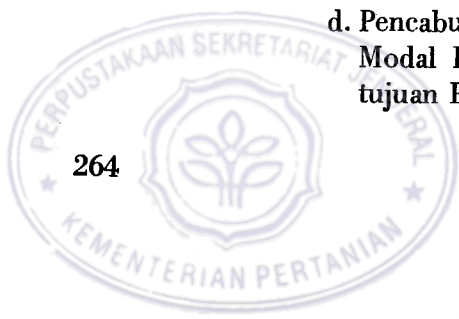 d. Pencabu
Modal
tujuan
264
PERPUSTAKAAN SEKRETARIAT JENDERAL
KEMENTERIAN PERTANIAN